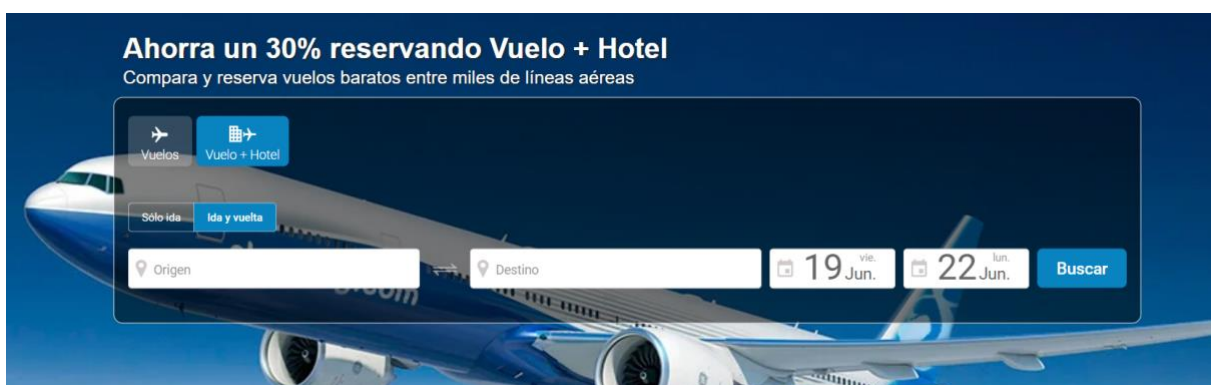 Ahorra un 30% reservando Vuelo + Hotel
Compara y reserva vuelos baratos entre miles de líneas aéreas
Vuelos
Vuelo + Hotel
Sólo ida
Ida y vuelta
Origen
Destino
19 vie. Jun.
22 lun. Jun.
Buscar